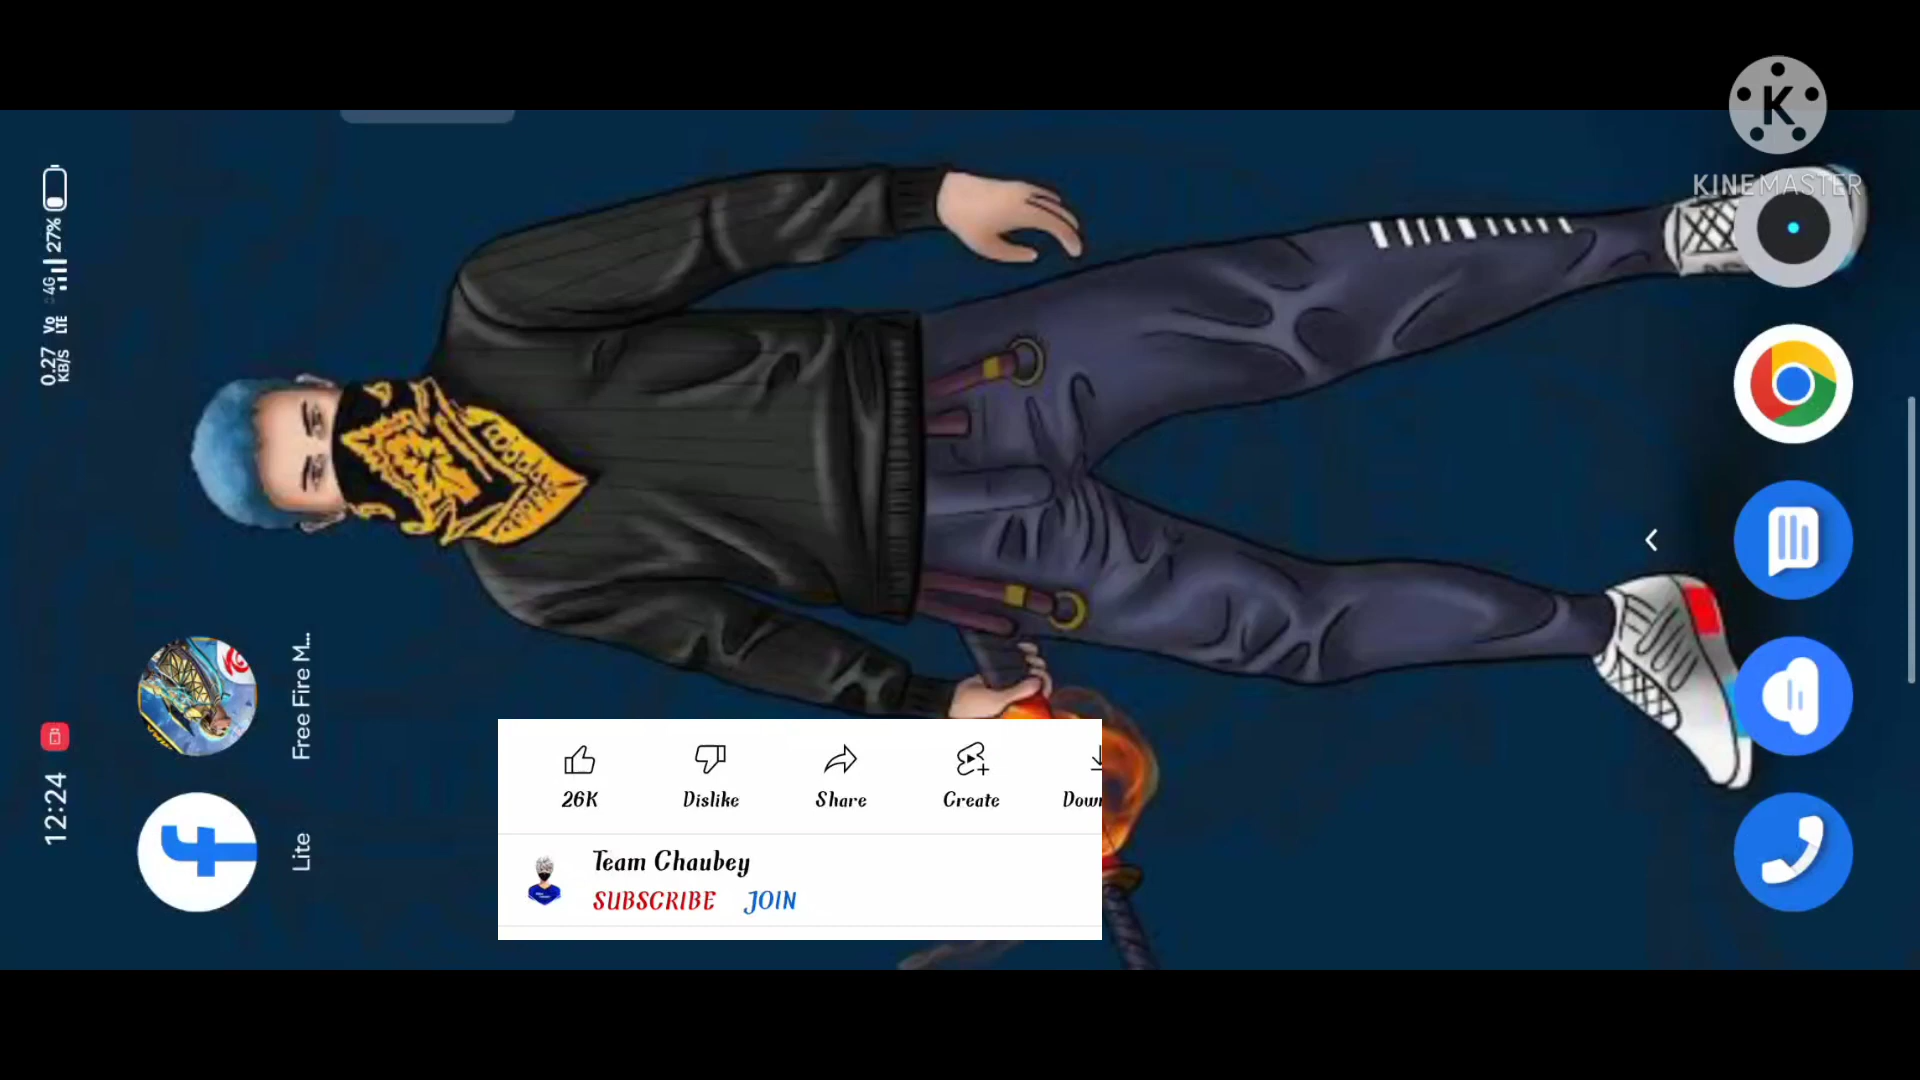 K
KINEMASTER
12:24
0.27 KB/S Vo LTE 4G 27%
Free Fire M...
Lite
26K
Dislike
Share
Create
Down
Team Chaubey
SUBSCRIBE JOIN